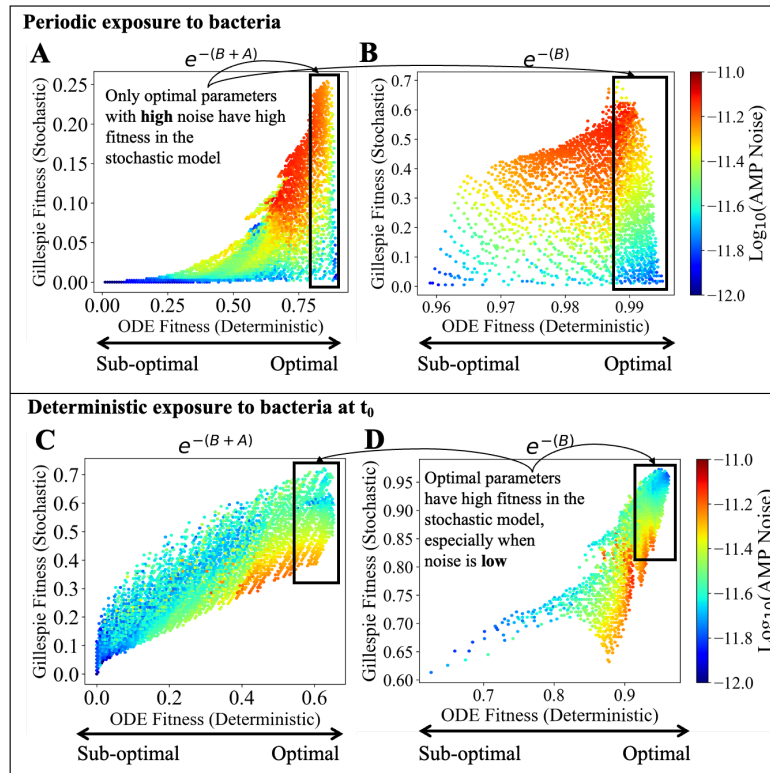 Periodic exposure to bacteria
A
e^{-(B+A)}
B
e^{-(B)}
Only optimal parameters
with high noise have high
fitness in the
stochastic model
Gillespie Fitness (Stochastic)
0.25
0.20
0.15
0.10
0.05
0.00
0.00 0.25 0.50 0.75
ODE Fitness (Deterministic)
Sub-optimal Optimal
Gillespie Fitness (Stochastic)
0.7
0.6
0.5
0.4
0.3
0.2
0.1
0.0
0.96 0.97 0.98 0.99
ODE Fitness (Deterministic)
Sub-optimal Optimal
−11.0
−11.2
−11.4
−11.6
−11.8
−12.0
Log10(AMP Noise)
Deterministic exposure to bacteria at t0
C
e^{-(B+A)}
D
e^{-(B)}
Gillespie Fitness (Stochastic)
0.7
0.6
0.5
0.4
0.3
0.2
0.1
0.0
0.0 0.2 0.4 0.6
ODE Fitness (Deterministic)
Sub-optimal Optimal
Optimal parameters
have high fitness in the
stochastic model,
especially when
noise is low
Gillespie Fitness (Stochastic)
0.95
0.90
0.85
0.80
0.75
0.70
0.65
0.60
0.7 0.8 0.9
ODE Fitness (Deterministic)
Sub-optimal Optimal
−11.0
−11.2
−11.4
−11.6
−11.8
−12.0
Log10(AMP Noise)